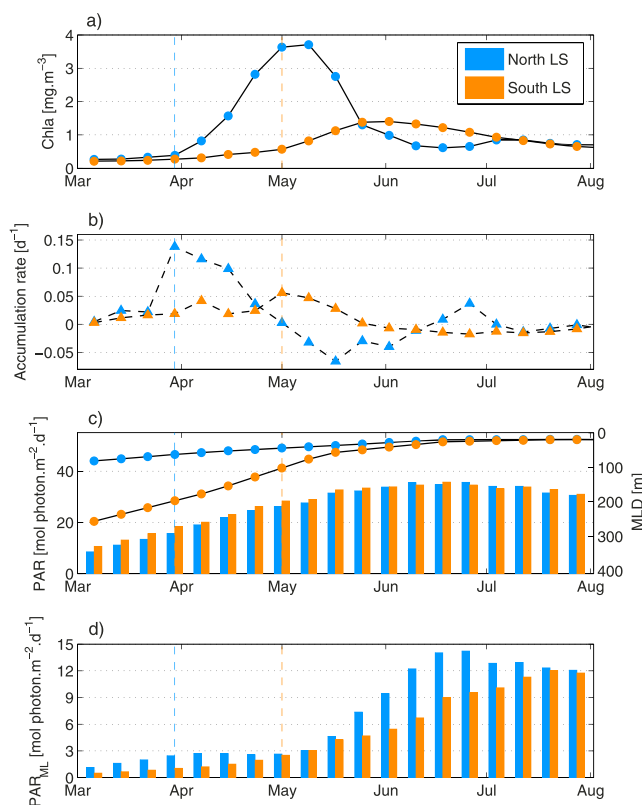 a)
Chla [mg.m⁻³]
4
3
2
1
0
North LS
South LS
Mar Apr May Jun Jul Aug
b)
Accumulation rate [d⁻¹]
0.15
0.1
0.05
0
−0.05
Mar Apr May Jun Jul Aug
c)
PAR [mol photon.m⁻².d⁻¹]
40
20
0
0
100
200
300
400
MLD [m]
Mar Apr May Jun Jul Aug
d)
PAR_ML [mol photon.m⁻².d⁻¹]
15
12
9
6
3
0
Mar Apr May Jun Jul Aug